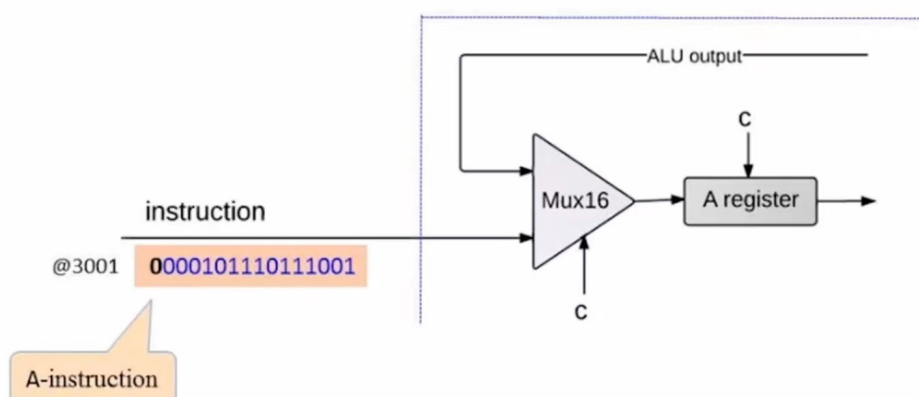 ALU output
C
Mux16
A register
instruction
@3001 0000101110111001
C
A-instruction